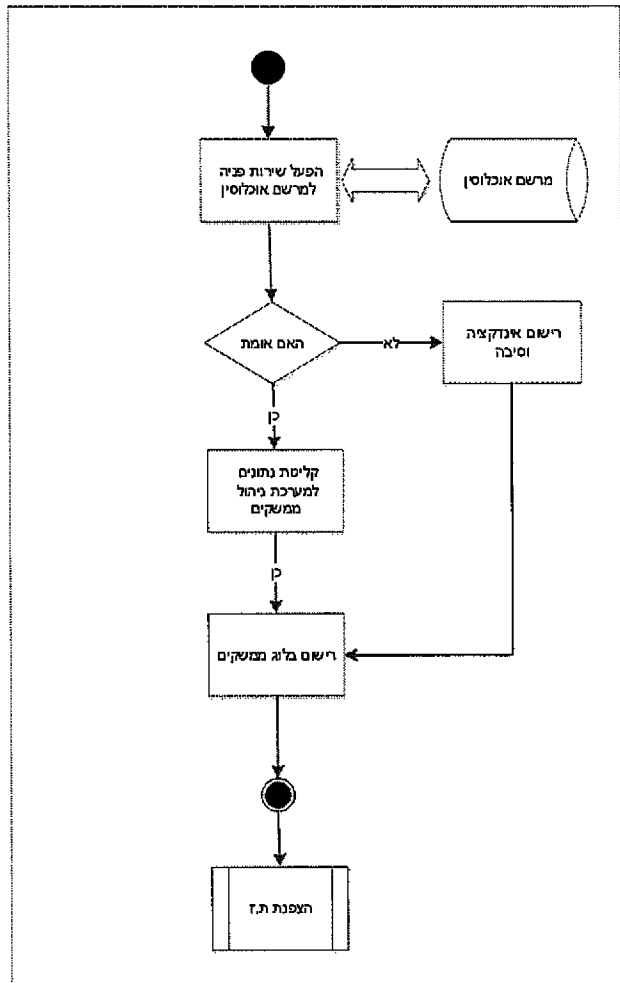 הפעל שירות פניה
למרשם אוכלוסין
מרשם אוכלוסין
האם אומת
לא
רישום אינדקציה
וסיבה
כן
קליטת נתונים
למערכת ניהול
ממשקים
כן
רישום בלוג ממשקים
הצפנת ת,ז